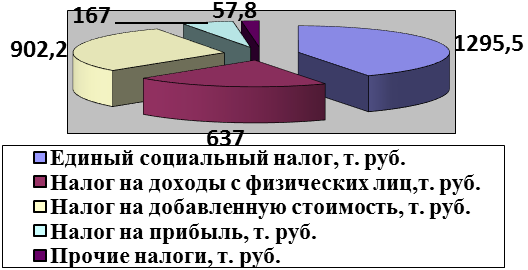 167
57,8
902,2
1295,5
637
Единый социальный налог, т. руб.
Налог на доходы с физических лиц,т. руб.
Налог на добавленную стоимость, т. руб.
Налог на прибыль, т. руб.
Прочие налоги, т. руб.